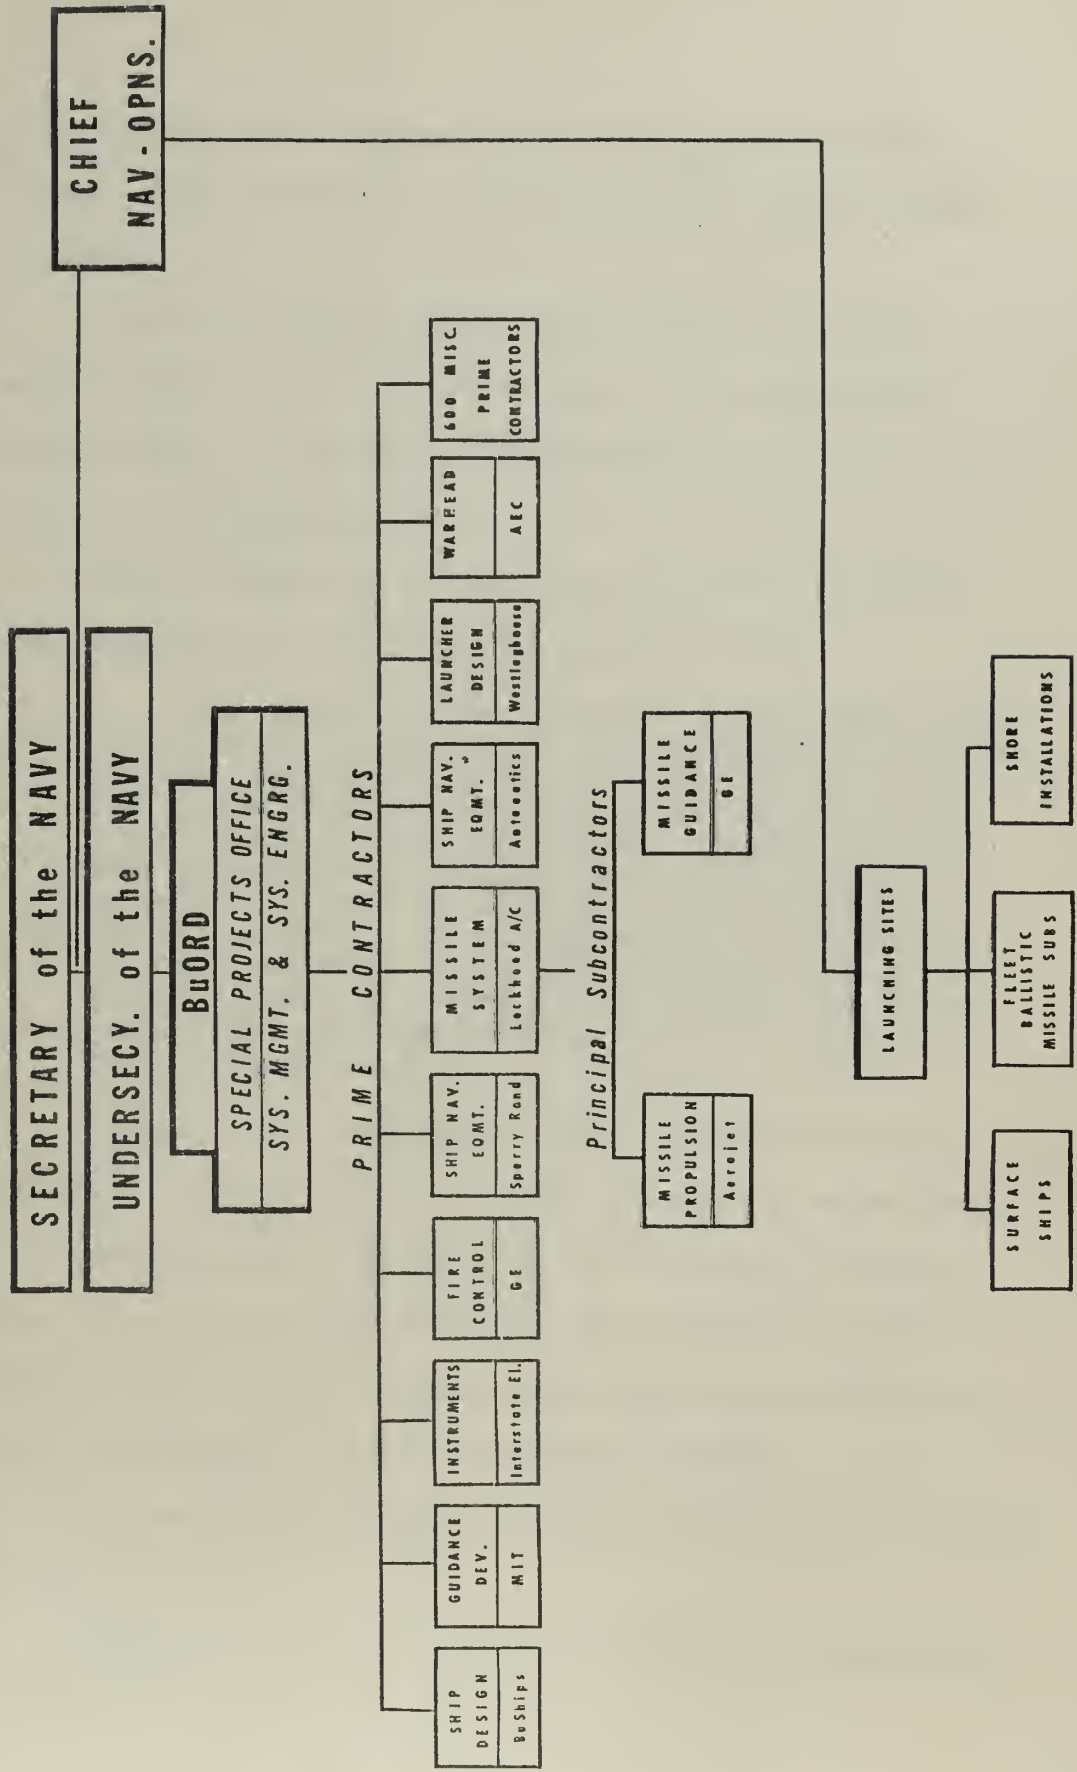 SECRETARY of the NAVY
UNDERSECY. of the NAVY
CHIEF
NAV-OPNS.
BuORD
SPECIAL PROJECTS OFFICE
SYS. MGMT. & SYS. ENGRG.
PRIME CONTRACTORS
SHIP
DESIGN
BuShips
GUIDANCE
DEV.
MIT
INSTRUMENTS
Interstate El.
FIRE
CONTROL
GE
SHIP NAV.
EQMT.
Sperry Rand
MISSILE
SYSTEM
Lockheed A/C
SHIP NAV.
EQMT.
Autonetics
LAUNCHER
DESIGN
Westinghouse
WARHEAD
AEC
600 MISC.
PRIME
CONTRACTORS
Principal Subcontractors
MISSILE
PROPULSION
Aerojet
MISSILE
GUIDANCE
GE
LAUNCHING SITES
SURFACE
SHIPS
FLEET
BALLISTIC
MISSILE SUBS
SHORE
INSTALLATIONS